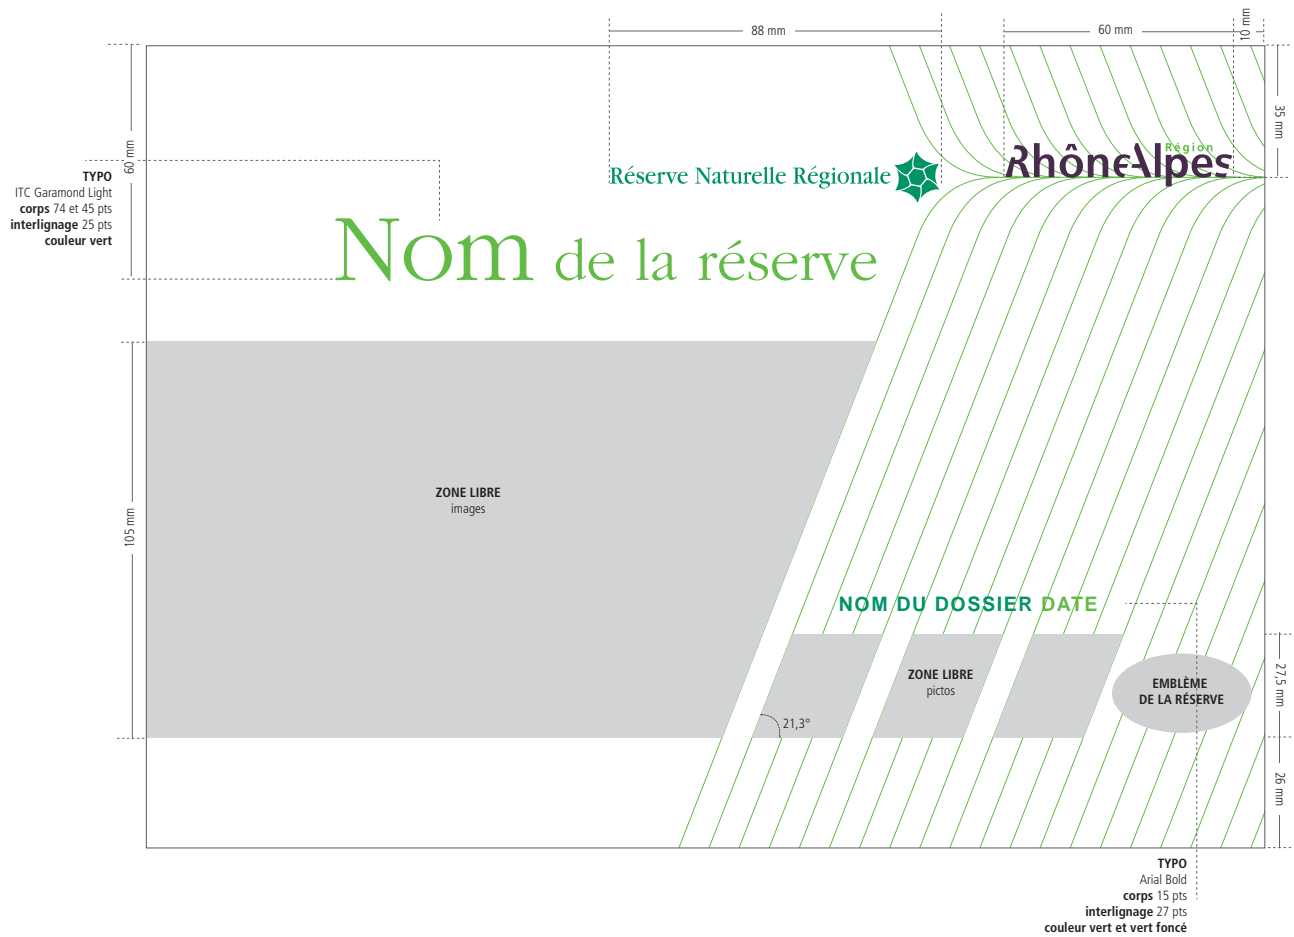 88 mm
60 mm
10 mm
35 mm
60 mm
TYPO
ITC Garamond Light
corps 74 et 45 pts
interlignage 25 pts
couleur vert
Réserve Naturelle Régionale
Région
RhôneAlpes
Nom de la réserve
105 mm
ZONE LIBRE
images
NOM DU DOSSIER DATE
ZONE LIBRE
pictos
21,3°
EMBLÈME
DE LA RÉSERVE
27,5 mm
26 mm
TYPO
Arial Bold
corps 15 pts
interlignage 27 pts
couleur vert et vert foncé